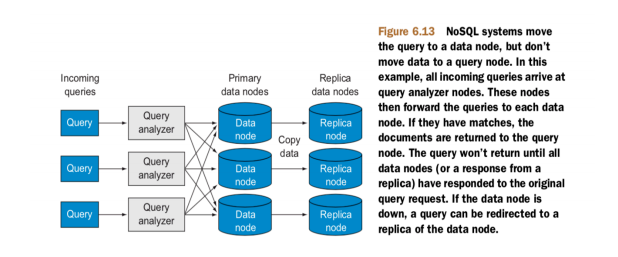 Incoming
queries
Primary
data nodes
Replica
data nodes
Query
Query
analyzer
Data
node
Replica
node
Copy
data
Query
Query
analyzer
Data
node
Replica
node
Query
Query
analyzer
Data
node
Replica
node
Figure 6.13 NoSQL systems move
the query to a data node, but don't
move data to a query node. In this
example, all incoming queries arrive at
query analyzer nodes. These nodes
then forward the queries to each data
node. If they have matches, the
documents are returned to the query
node. The query won't return until all
data nodes (or a response from a
replica) have responded to the original
query request. If the data node is
down, a query can be redirected to a
replica of the data node.